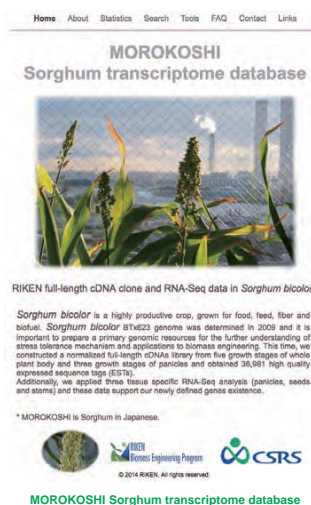 Home About Statistics Search Tools FAQ Contact Links
MOROKOSHI
Sorghum transcriptome database
RIKEN full-length cDNA clone and RNA-Seq data in Sorghum bicolor
Sorghum bicolor is a highly productive crop, grown for food, feed, fiber and
biofuel. Sorghum bicolor BTx623 genome was determined in 2009 and it is
important to prepare a primary genomic resources for the further understanding of
stress tolerance mechanism and applications to biomass engineering. This time, we
constructed a normalized full-length cDNAs library from five growth stages of whole
plant body and three growth stages of panicles and obtained 38,981 high quality
expressed sequence tags (ESTs).
Additionally, we applied three tissue specific RNA-Seq analysis (panicles, seeds
and stems) and these data support our newly defined genes existence.
* MOROKOSHI is Sorghum in Japanese.
RIKEN
Biomass Engineering Program
CSRS
© 2014 RIKEN, All rights reserved.
MOROKOSHI Sorghum transcriptome database